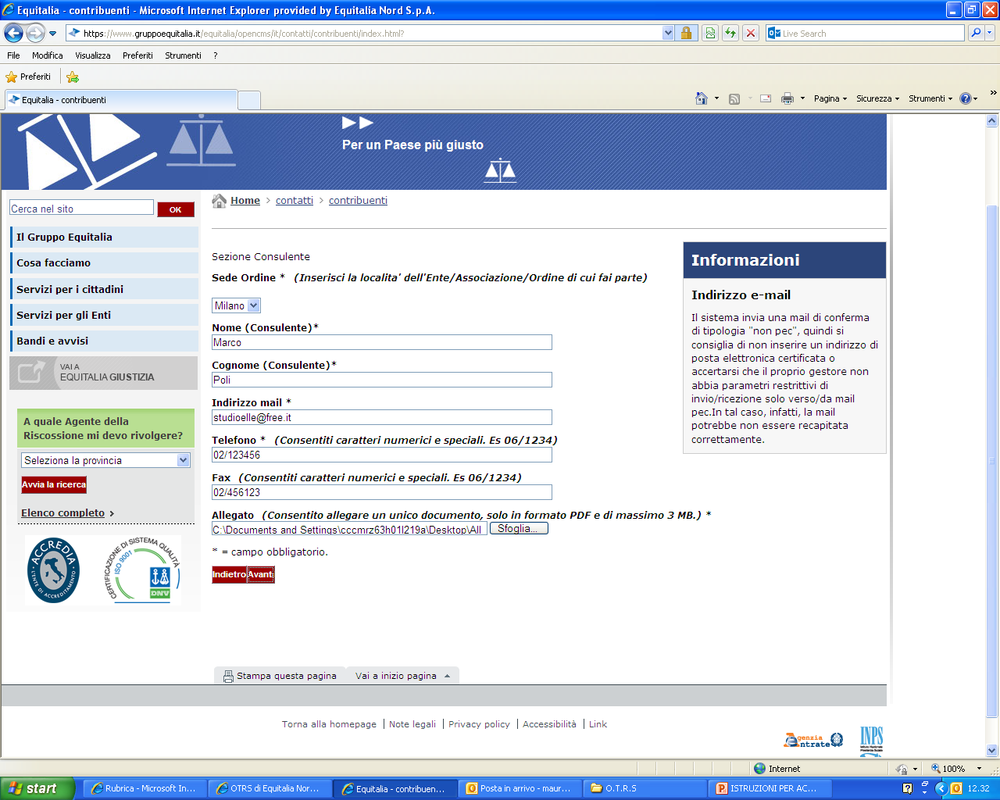 Equitalia - contribuenti - Microsoft Internet Explorer provided by Equitalia Nord S.p.A.
https://www.gruppoequitalia.it/equitalia/opencms/it/contatti/contribuenti/index.html?
Live Search
File Modifica Visualizza Preferiti Strumenti ?
Preferiti
Equitalia - contribuenti
Pagina Sicurezza Strumenti
Per un Paese più giusto
Cerca nel sito OK
Il Gruppo Equitalia
Cosa facciamo
Servizi per i cittadini
Servizi per gli Enti
Bandi e avvisi
VAI A
EQUITALIA GIUSTIZIA
A quale Agente della
Riscossione mi devo rivolgere?
Seleziona la provincia
Avvia la ricerca
Elenco completo >
ACCREDIA
L'ENTE DI ACCREDITAMENTO
CERTIFICAZIONE DI SISTEMA QUALITÀ
ISO 9001
DNV
Home > contatti > contribuenti
Sezione Consulente
Sede Ordine * (Inserisci la localita' dell'Ente/Associazione/Ordine di cui fai parte)
Milano
Nome (Consulente)*
Marco
Cognome (Consulente)*
Poli
Indirizzo mail *
studioelle@free.it
Telefono * (Consentiti caratteri numerici e speciali. Es 06/1234)
02/123456
Fax (Consentiti caratteri numerici e speciali. Es 06/1234)
02/456123
Allegato (Consentito allegare un unico documento, solo in formato PDF e di massimo 3 MB.) *
C:\Documents and Settings\cccmrz63h01l219a\Desktop\All Sfoglia...
* = campo obbligatorio.
Indietro Avanti
Informazioni
Indirizzo e-mail
Il sistema invia una mail di conferma
di tipologia "non pec", quindi si
consiglia di non inserire un indirizzo di
posta elettronica certificata o
accertarsi che il proprio gestore non
abbia parametri restrittivi di
invio/ricezione solo verso/da mail
pec.In tal caso, infatti, la mail
potrebbe non essere recapitata
correttamente.
Stampa questa pagina Vai a inizio pagina
Torna alla homepage | Note legali | Privacy policy | Accessibilità | Link
genzia
ntrate
INPS
Istituto Nazionale
Previdenza Sociale
Internet 100%
start
Rubrica - Microsoft In...
OTRS di Equitalia Nor...
Equitalia - contribuen...
Posta in arrivo - maur...
O.T.R.S
ISTRUZIONI PER AC...
12.32